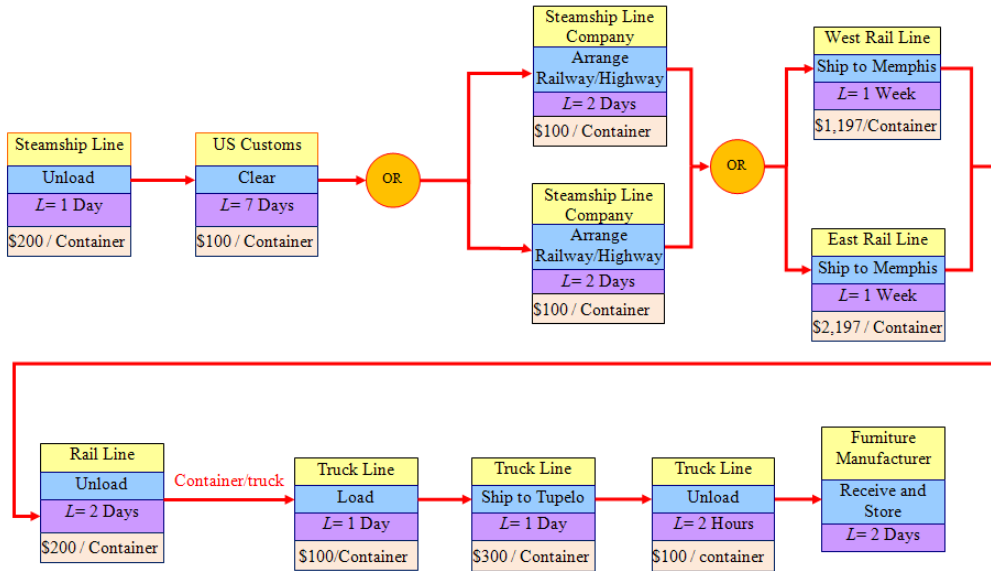 Steamship Line
Unload
L= 1 Day
$200 / Container
US Customs
Clear
L= 7 Days
$100 / Container
OR
Steamship Line
Company
Arrange
Railway/Highway
L= 2 Days
$100 / Container
Steamship Line
Company
Arrange
Railway/Highway
L= 2 Days
$100 / Container
OR
West Rail Line
Ship to Memphis
L= 1 Week
$1,197/Container
East Rail Line
Ship to Memphis
L= 1 Week
$2,197 / Container
Rail Line
Unload
L= 2 Days
$200 / Container
Container/truck
Truck Line
Load
L= 1 Day
$100/Container
Truck Line
Ship to Tupelo
L= 1 Day
$300 / Container
Truck Line
Unload
L= 2 Hours
$100 / container
Furniture
Manufacturer
Receive and
Store
L= 2 Days